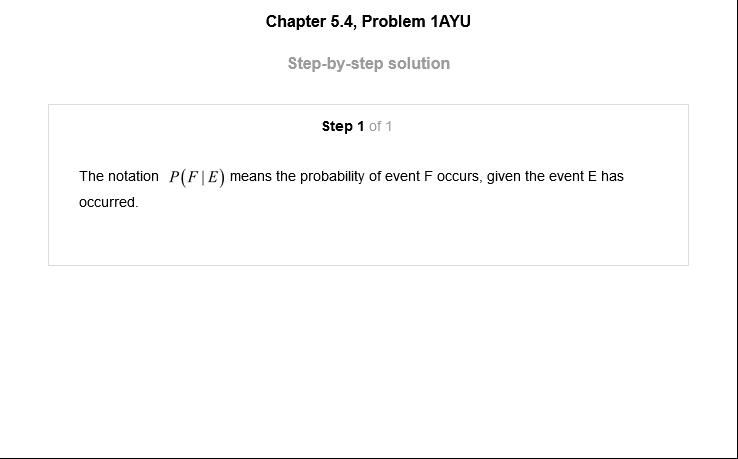 Chapter 5.4, Problem 1AYU
Step-by-step solution
Step 1 of 1
The notation P(F|E) means the probability of event F occurs, given the event E has
occurred.